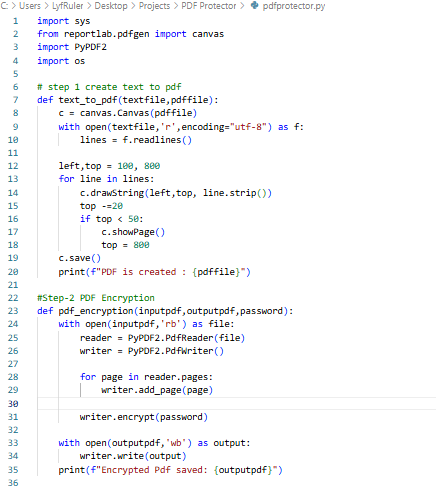 C: > Users > LyfRuler > Desktop > Projects > PDF Protector > pdfprotector.py
1 import sys
2 from reportlab.pdfgen import canvas
3 import PyPDF2
4 import os
5
6 # step 1 create text to pdf
7 def text_to_pdf(textfile,pdffile):
8     c = canvas.Canvas(pdffile)
9     with open(textfile,'r',encoding="utf-8") as f:
10         lines = f.readlines()
11
12     left,top = 100, 800
13     for line in lines:
14         c.drawString(left,top, line.strip())
15         top -=20
16         if top < 50:
17             c.showPage()
18             top = 800
19     c.save()
20     print(f"PDF is created : {pdffile}")
21
22 #Step-2 PDF Encryption
23 def pdf_encryption(inputpdf,outputpdf,password):
24     with open(inputpdf,'rb') as file:
25         reader = PyPDF2.PdfReader(file)
26         writer = PyPDF2.PdfWriter()
27
28         for page in reader.pages:
29             writer.add_page(page)
30
31         writer.encrypt(password)
32
33     with open(outputpdf,'wb') as output:
34         writer.write(output)
35     print(f"Encrypted Pdf saved: {outputpdf}")
36